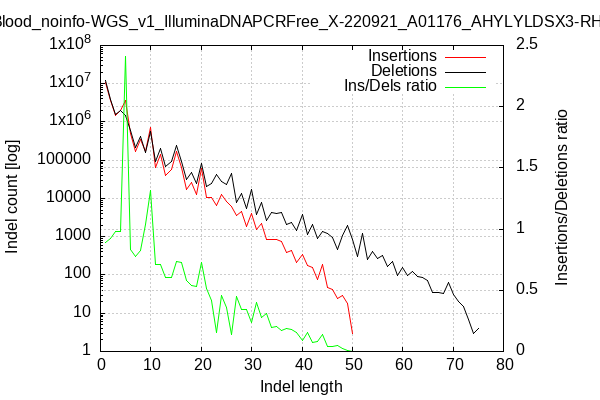 Blood_noinfo-WGS_v1_IlluminaDNAPCRFree_X-220921_A01176_AHYLYLDSX3-RH
Insertions
Deletions
Ins/Dels ratio
Indel count [log]
1x10^8
1x10^7
1x10^6
100000
10000
1000
100
10
1
2.5
2
1.5
1
0.5
0
Insertions/Deletions ratio
0 10 20 30 40 50 60 70 80
Indel length